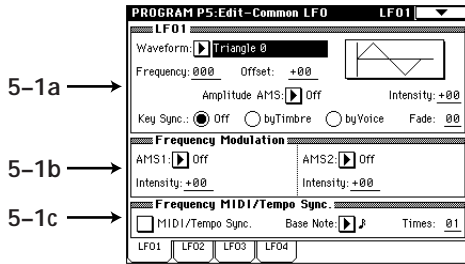 PROGRAM P5:Edit-Common LFO LFO1
LFO1
Waveform: Triangle 0
Frequency: 000 Offset: +00
5-1a
Amplitude AMS: Off Intensity: +00
Key Sync.: Off byTimbre byVoice Fade: 00
Frequency Modulation
5-1b
AMS1: Off AMS2: Off
Intensity: +00 Intensity: +00
Frequency MIDI/Tempo Sync.
5-1c
MIDI/Tempo Sync. Base Note: ♪ Times: 01
LFO1 LFO2 LFO3 LFO4